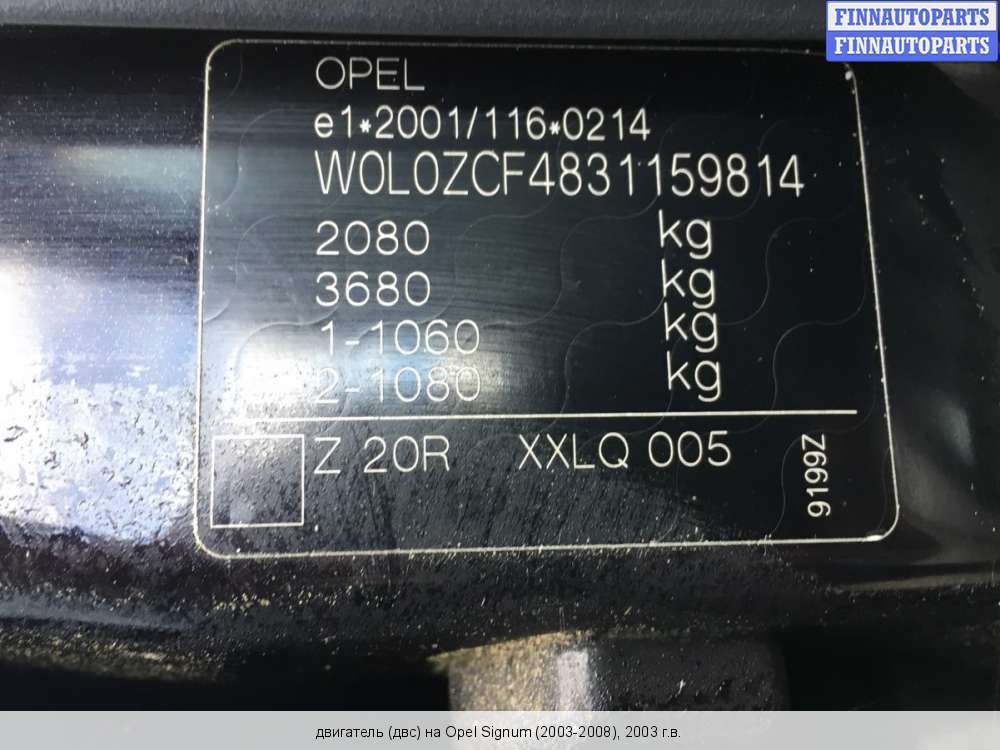 FINNAUTOPARTS
FINNAUTOPARTS
OPEL
e1*2001/116*0214
W0L0ZCF4831159814
2080 kg
3680 kg
1-1060 kg
2-1080 kg
Z 20R XXLQ 005
9199Z
двигатель (двс) на Opel Signum (2003-2008), 2003 г.в.